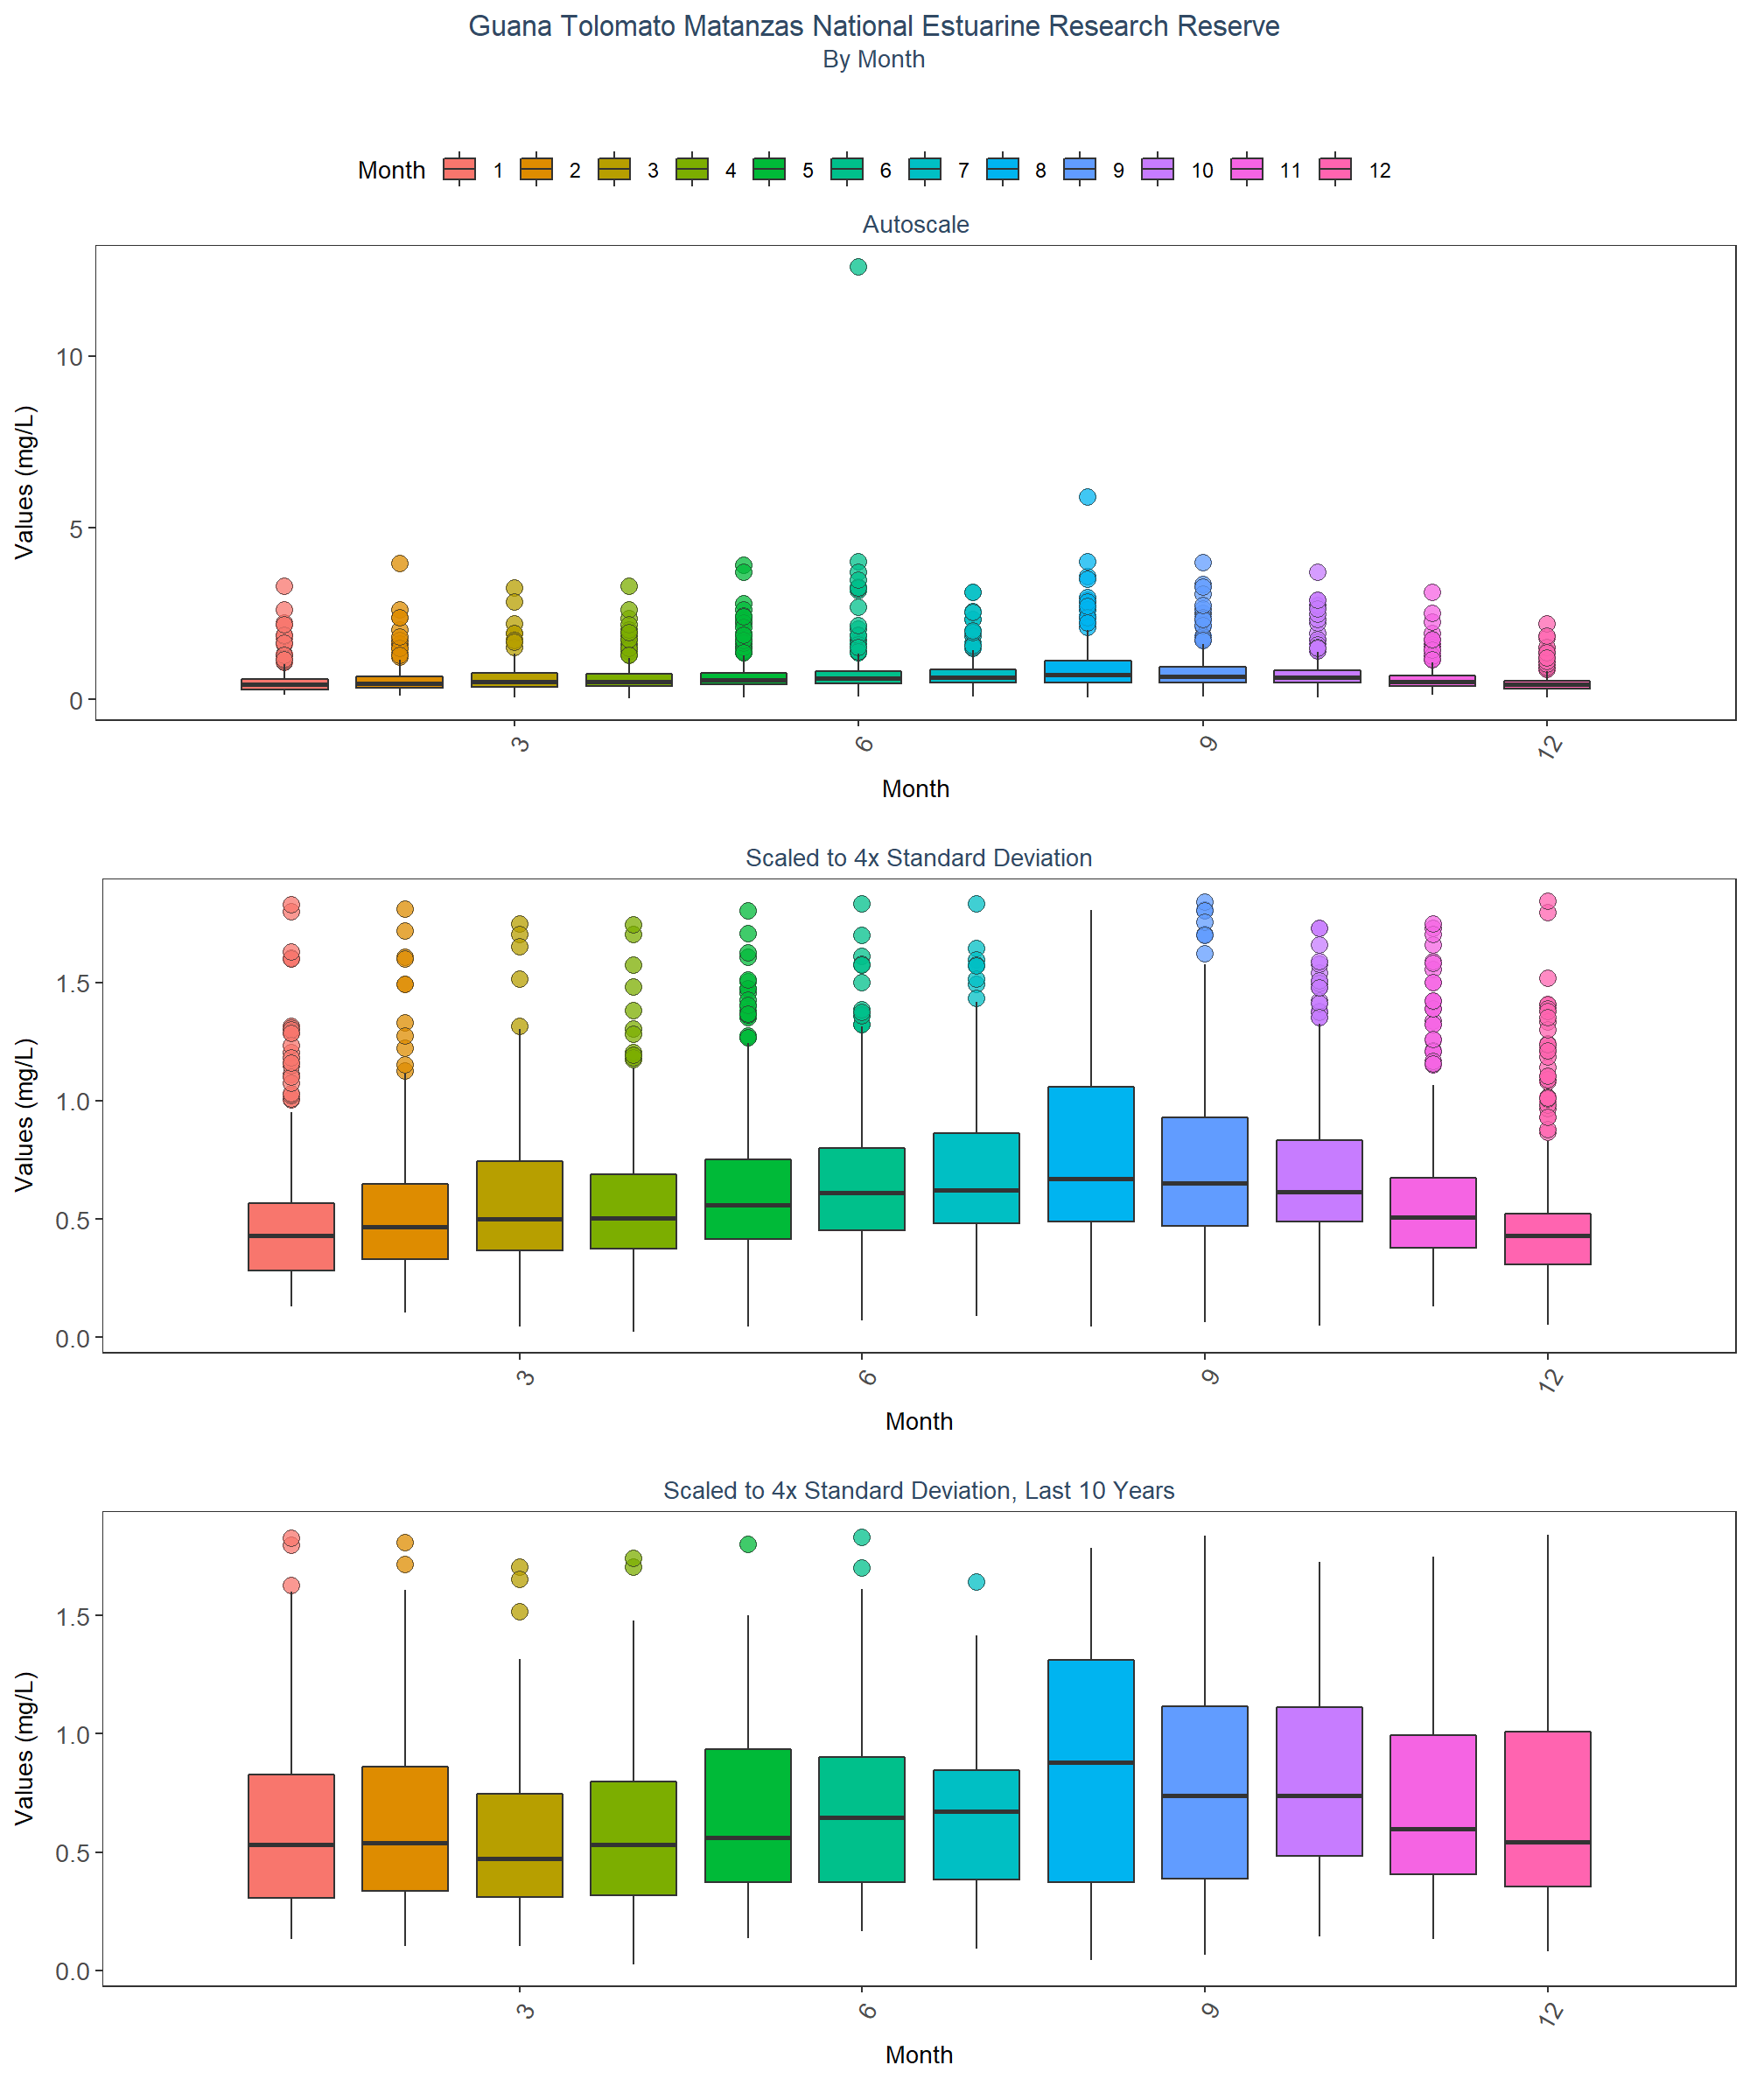 Guana Tolomato Matanzas National Estuarine Research Reserve
By Month
Month 1 2 3 4 5 6 7 8 9 10 11 12
Autoscale
Values (mg/L)
10
5
0
3 6 9 12
Month
Scaled to 4x Standard Deviation
Values (mg/L)
1.5
1.0
0.5
0.0
3 6 9 12
Month
Scaled to 4x Standard Deviation, Last 10 Years
Values (mg/L)
1.5
1.0
0.5
0.0
3 6 9 12
Month